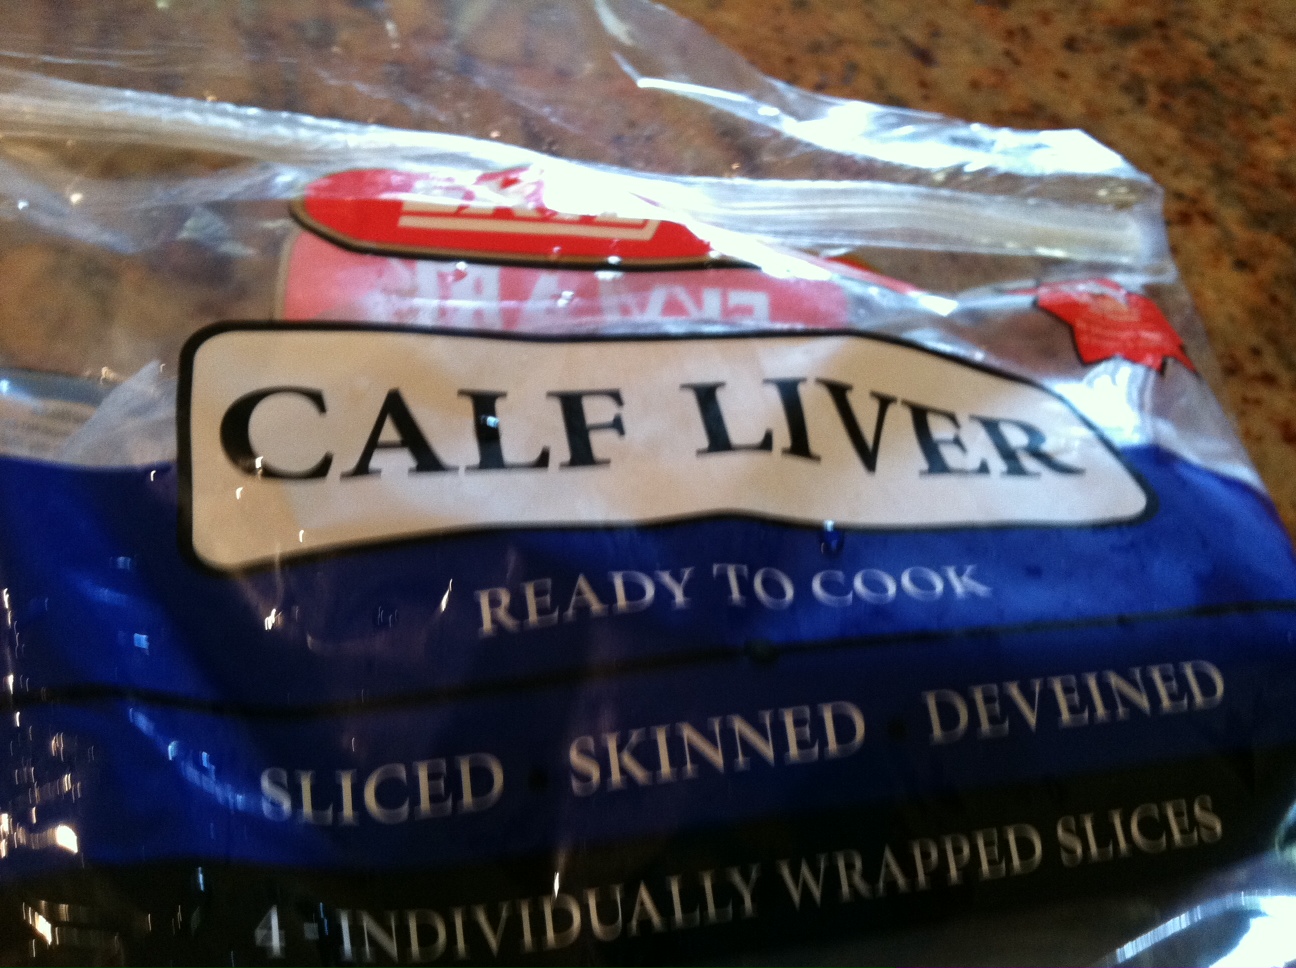 CALF LIVER
READY TO COOK
SLICED · SKINNED · DEVEINED
4 - INDIVIDUALLY WRAPPED SLICES